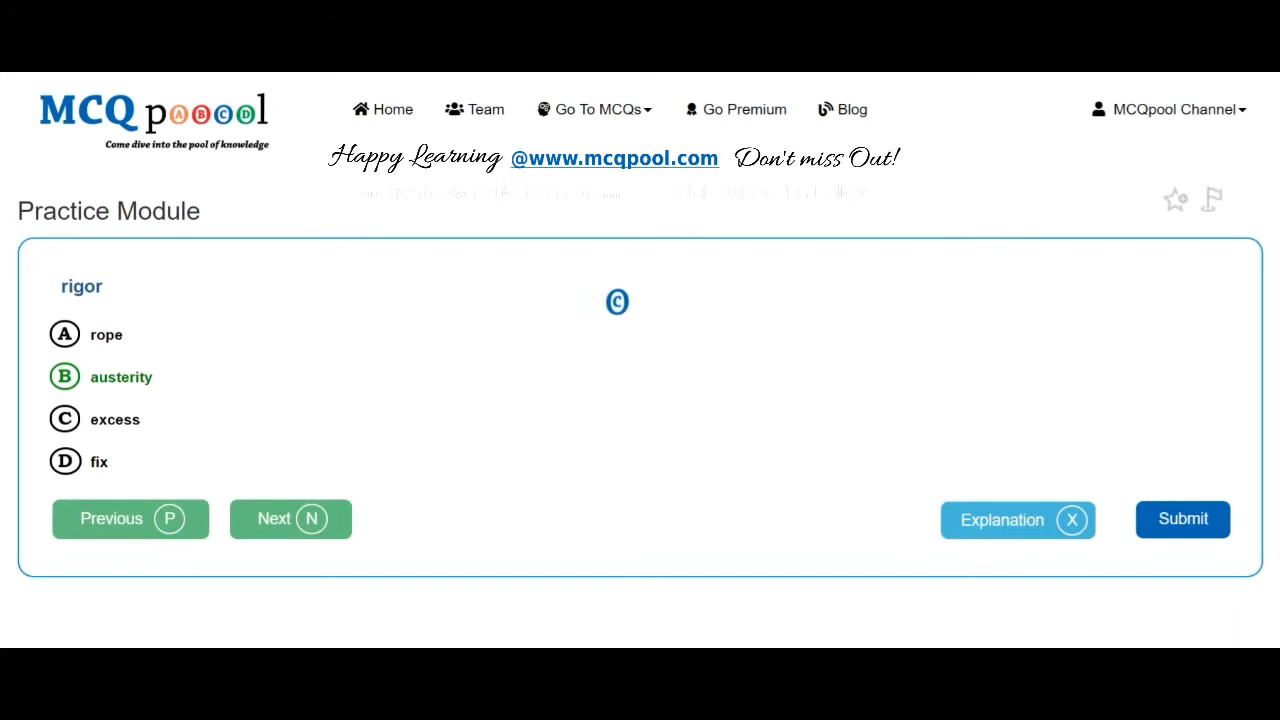 MCQ pABCDl
Come dive into the pool of knowledge
Home Team Go To MCQs Go Premium Blog MCQpool Channel
Happy Learning @www.mcqpool.com Don't miss Out!
Practice Module
rigor
C
A rope
B austerity
C excess
D fix
Previous P Next N Explanation X Submit